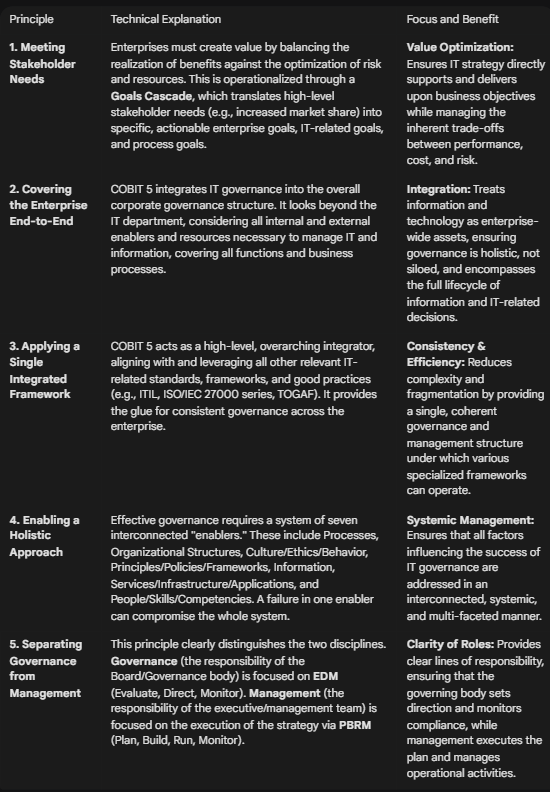 Principle Technical Explanation Focus and Benefit
1. Meeting
Stakeholder
Needs
Enterprises must create value by balancing the
realization of benefits against the optimization of risk
and resources. This is operationalized through a
Goals Cascade, which translates high-level
stakeholder needs (e.g., increased market share) into
specific, actionable enterprise goals, IT-related goals,
and process goals.
Value Optimization:
Ensures IT strategy directly
supports and delivers
upon business objectives
while managing the
inherent trade-offs
between performance,
cost, and risk.
2. Covering
the Enterprise
End-to-End
COBIT 5 integrates IT governance into the overall
corporate governance structure. It looks beyond the
IT department, considering all internal and external
enablers and resources necessary to manage IT and
information, covering all functions and business
processes.
Integration: Treats
information and
technology as enterprise-
wide assets, ensuring
governance is holistic, not
siloed, and encompasses
the full lifecycle of
information and IT-related
decisions.
3. Applying a
Single
Integrated
Framework
COBIT 5 acts as a high-level, overarching integrator,
aligning with and leveraging all other relevant IT-
related standards, frameworks, and good practices
(e.g., ITIL, ISO/IEC 27000 series, TOGAF). It provides
the glue for consistent governance across the
enterprise.
Consistency &
Efficiency: Reduces
complexity and
fragmentation by providing
a single, coherent
governance and
management structure
under which various
specialized frameworks
can operate.
4. Enabling a
Holistic
Approach
Effective governance requires a system of seven
interconnected "enablers." These include Processes,
Organizational Structures, Culture/Ethics/Behavior,
Principles/Policies/Frameworks, Information,
Services/Infrastructure/Applications, and
People/Skills/Competencies. A failure in one enabler
can compromise the whole system.
Systemic Management:
Ensures that all factors
influencing the success of
IT governance are
addressed in an
interconnected, systemic,
and multi-faceted manner.
5. Separating
Governance
from
Management
This principle clearly distinguishes the two disciplines.
Governance (the responsibility of the
Board/Governance body) is focused on EDM
(Evaluate, Direct, Monitor). Management (the
responsibility of the executive/management team) is
focused on the execution of the strategy via PBRM
(Plan, Build, Run, Monitor).
Clarity of Roles: Provides
clear lines of responsibility,
ensuring that the
governing body sets
direction and monitors
compliance, while
management executes the
plan and manages
operational activities.